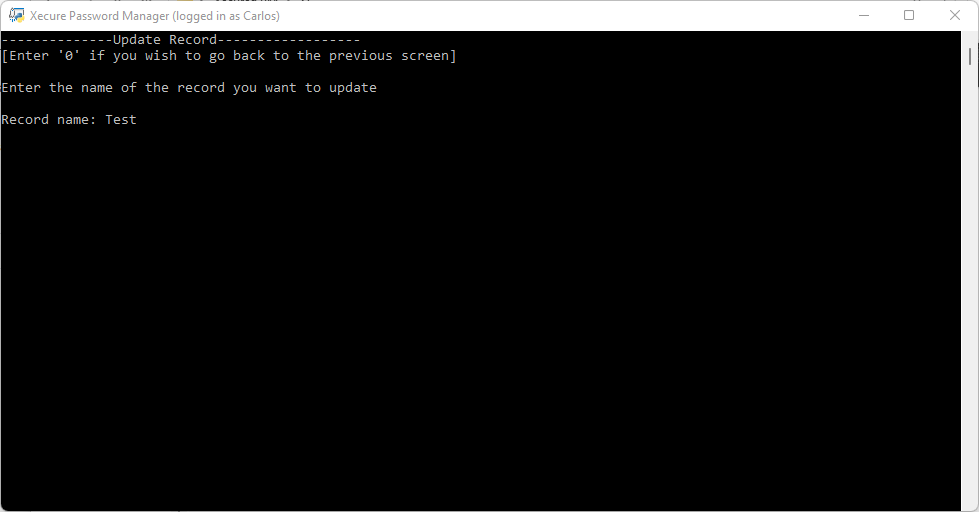 Xecure Password Manager (logged in as Carlos)
--------------Update Record------------------
[Enter '0' if you wish to go back to the previous screen]
Enter the name of the record you want to update
Record name: Test